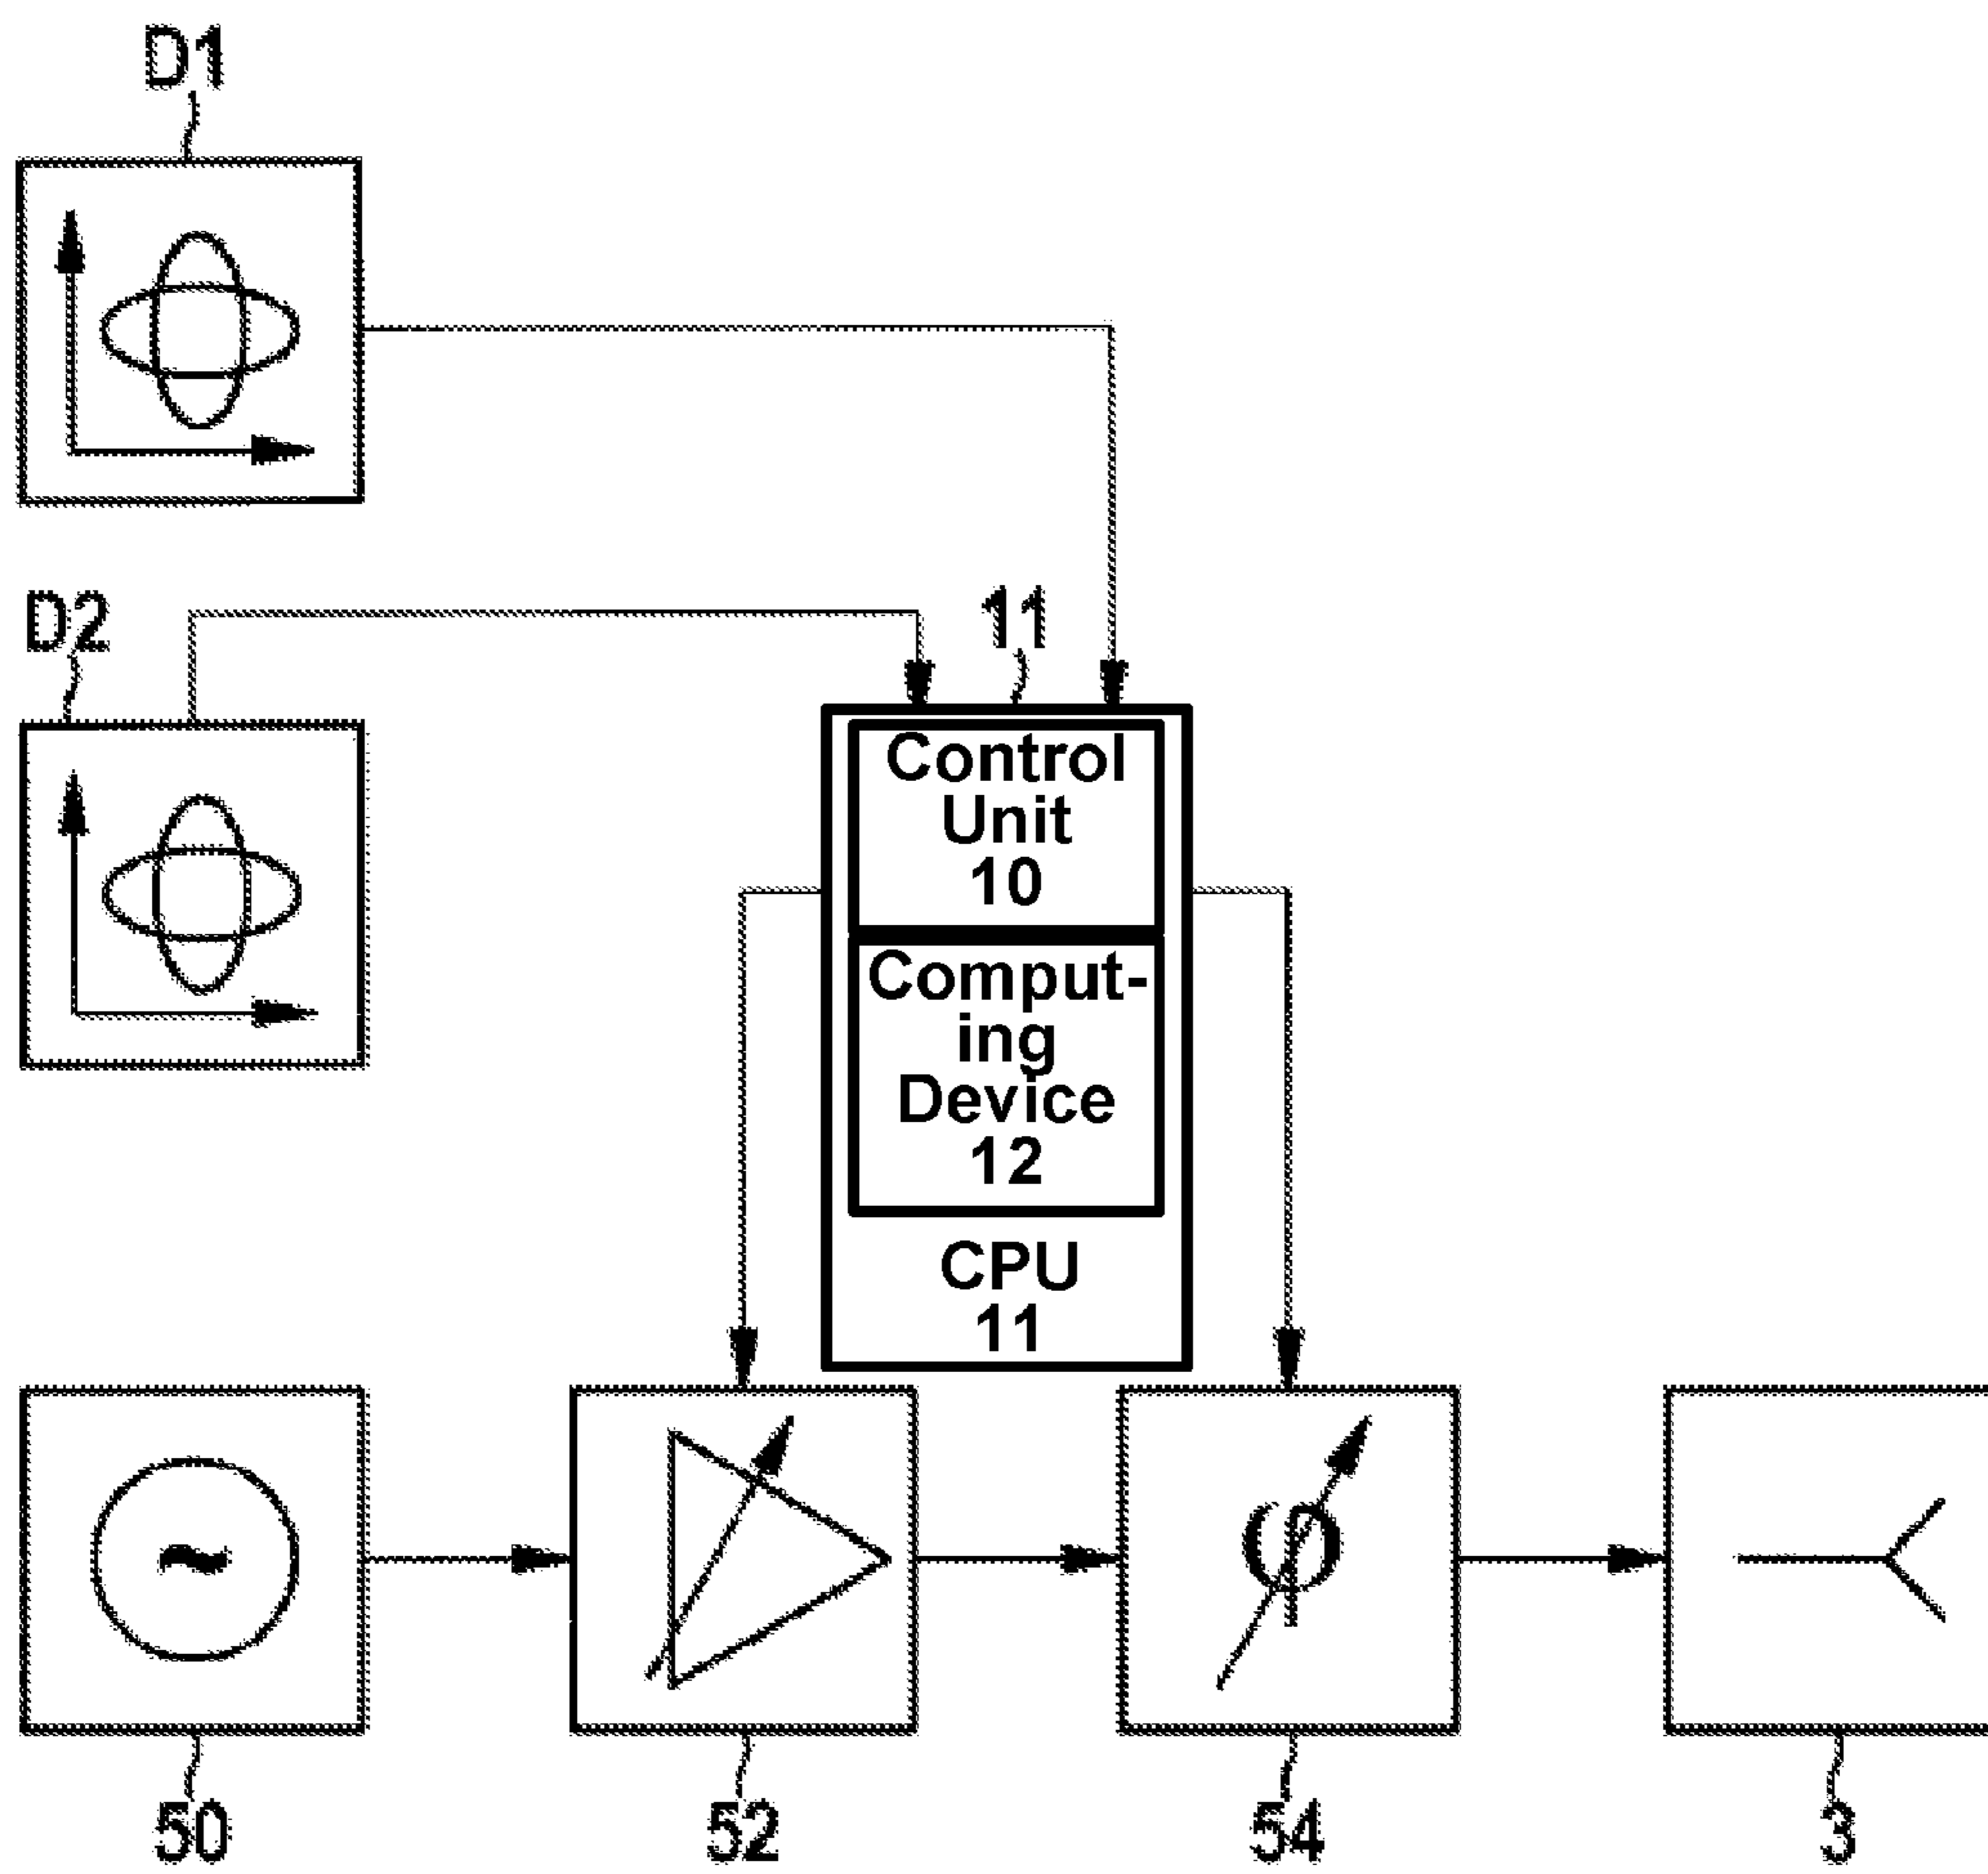 D1
D2
11
Control
Unit
10
Comput-
ing
Device
12
CPU
11
~
φ
50
52
54
3